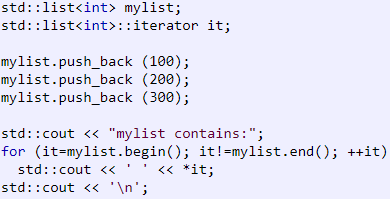 std::list<int> mylist;
std::list<int>::iterator it;
mylist.push_back (100);
mylist.push_back (200);
mylist.push_back (300);
std::cout << "mylist contains:";
for (it=mylist.begin(); it!=mylist.end(); ++it)
  std::cout << ' ' << *it;
std::cout << '\n';